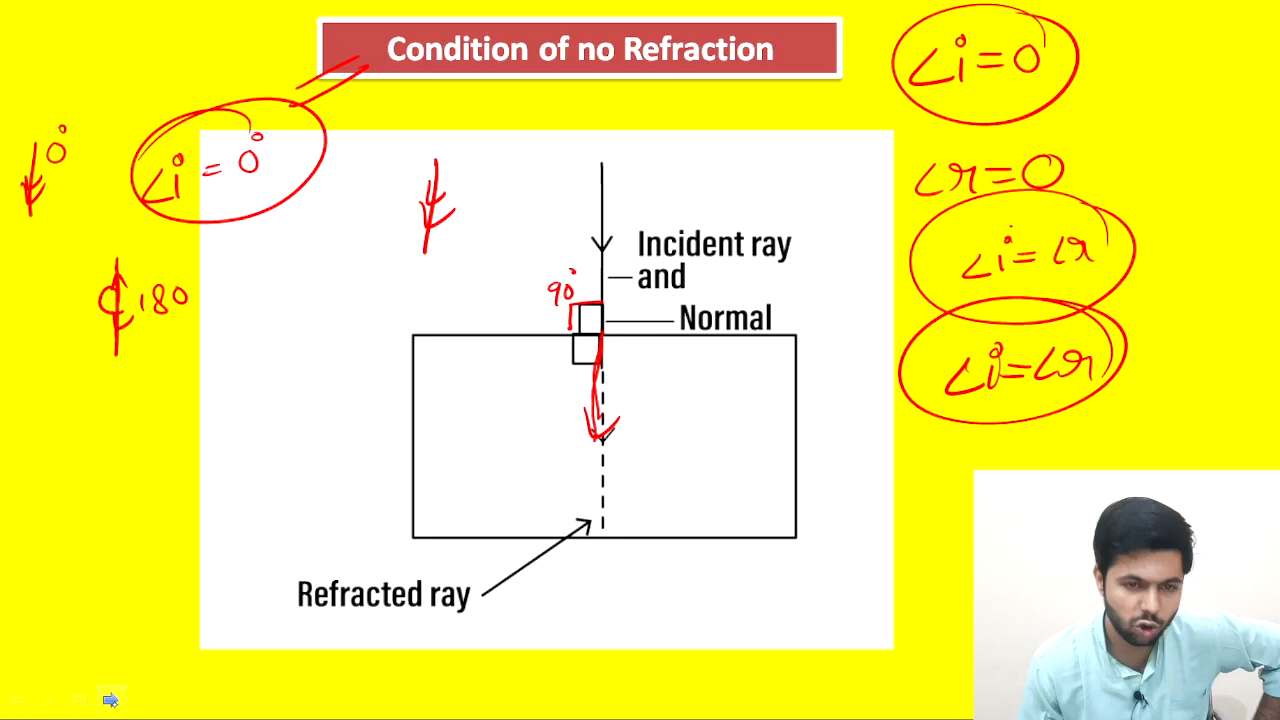 Condition of no Refraction
∠i = 0
0°
∠i = 0°
∠r = 0
Incident ray
and
90°
∠i = ∠r
180
Normal
∠i = ∠r
Refracted ray